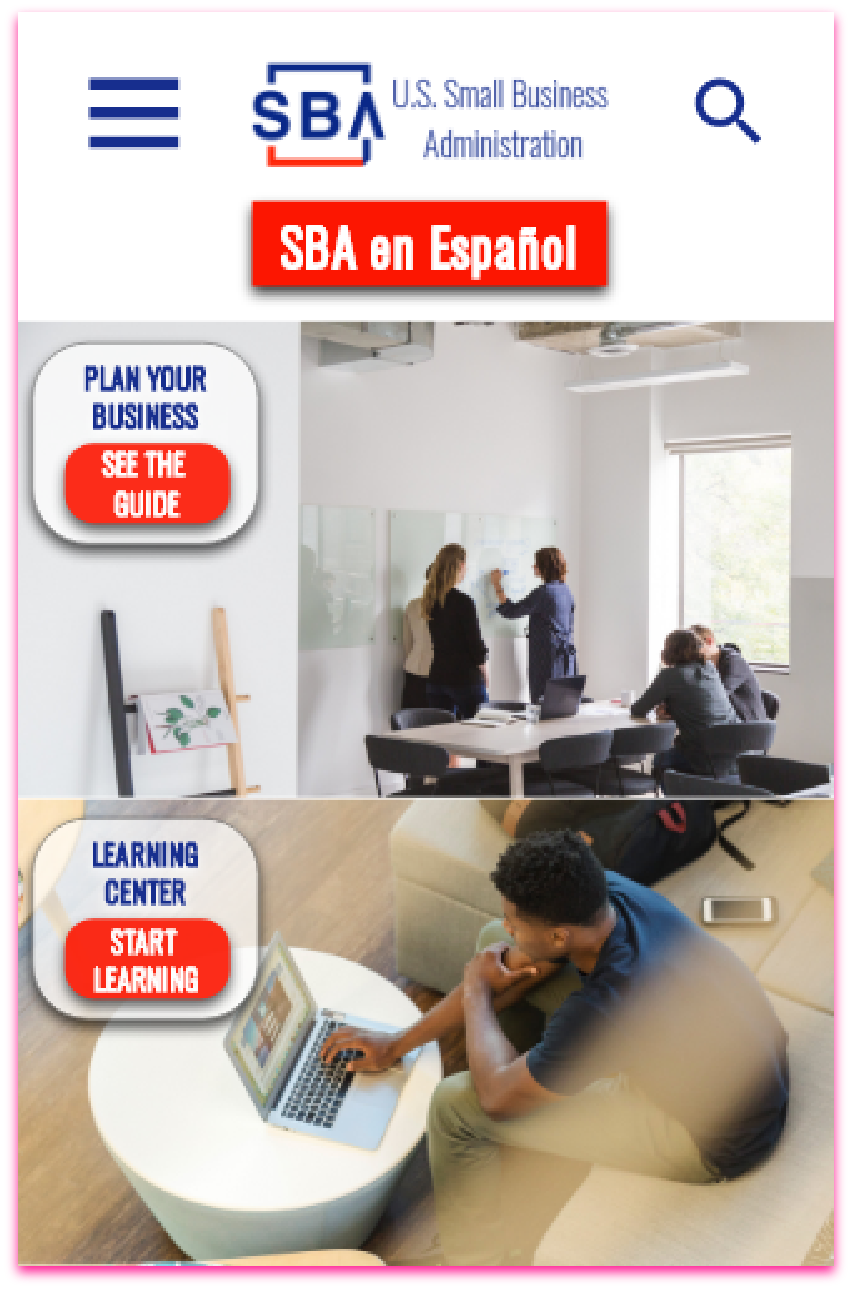 SBA
U.S. Small Business
Administration
SBA en Español
PLAN YOUR
BUSINESS
SEE THE
GUIDE
LEARNING
CENTER
START
LEARNING